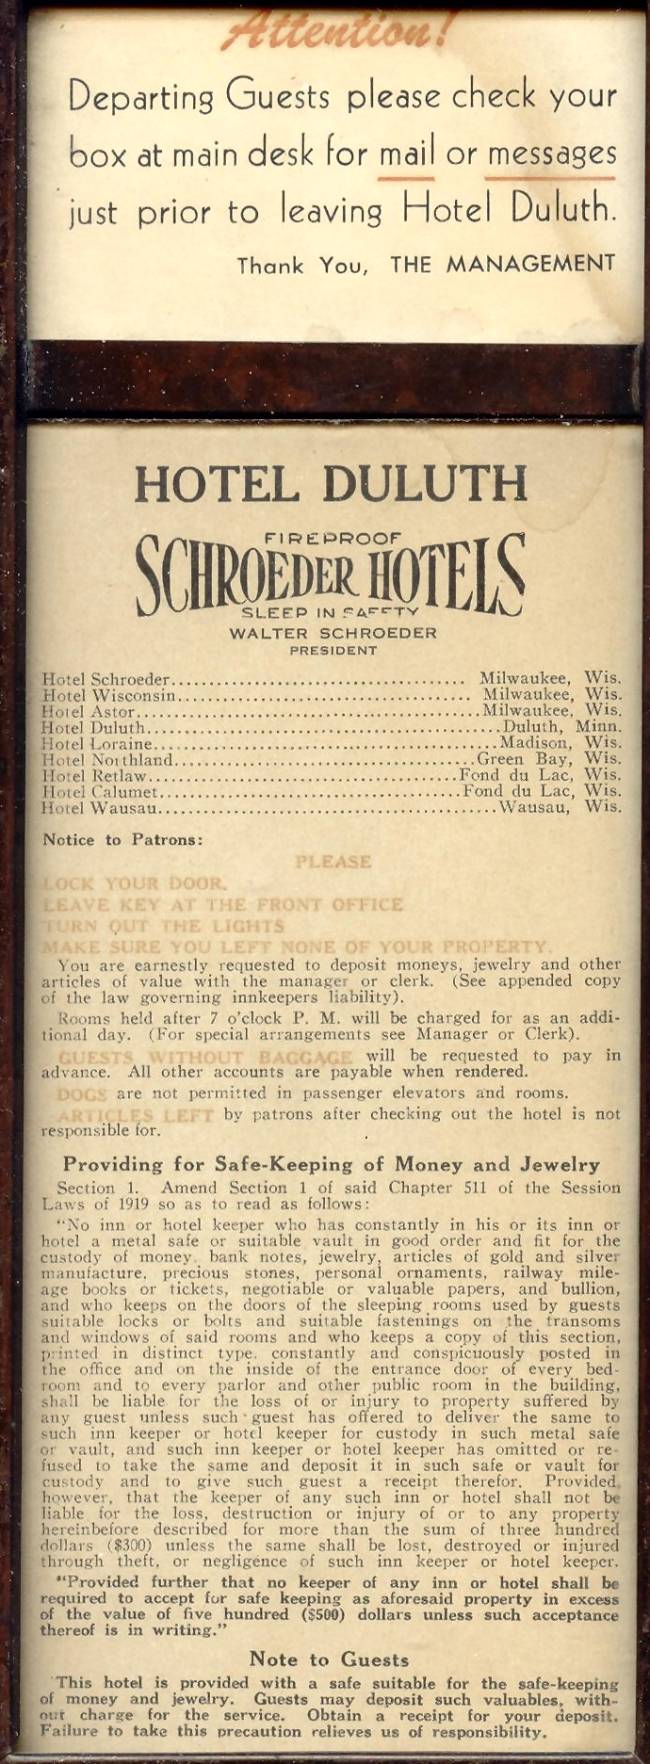 Attention!
Departing Guests please check your
box at main desk for mail or messages
just prior to leaving Hotel Duluth.
Thank You, THE MANAGEMENT
HOTEL DULUTH
FIREPROOF
SCHROEDER HOTELS
SLEEP IN SAFETY
WALTER SCHROEDER
PRESIDENT
Hotel Schroeder..................................... Milwaukee, Wis.
Hotel Wisconsin..................................... Milwaukee, Wis.
Hotel Astor...........................................Milwaukee, Wis.
Hotel Duluth............................................Duluth, Minn.
Hotel Loraine...........................................Madison, Wis.
Hotel Northland......................................Green Bay, Wis.
Hotel Retlaw.......................................Fond du Lac, Wis.
Hotel Calumet......................................Fond du Lac, Wis.
Hotel Wausau...........................................Wausau, Wis.
Notice to Patrons:
PLEASE
LOCK YOUR DOOR.
LEAVE KEY AT THE FRONT OFFICE
TURN OUT THE LIGHTS
MAKE SURE YOU LEFT NONE OF YOUR PROPERTY.
You are earnestly requested to deposit moneys, jewelry and other
articles of value with the manager or clerk. (See appended copy
of the law governing innkeepers liability).
Rooms held after 7 o'clock P. M. will be charged for as an addi-
tional day. (For special arrangements see Manager or Clerk).
GUESTS WITHOUT BAGGAGE will be requested to pay in
advance. All other accounts are payable when rendered.
DOGS are not permitted in passenger elevators and rooms.
ARTICLES LEFT by patrons after checking out the hotel is not
responsible for.
Providing for Safe-Keeping of Money and Jewelry
Section 1. Amend Section 1 of said Chapter 511 of the Session
Laws of 1919 so as to read as follows:
"No inn or hotel keeper who has constantly in his or its inn or
hotel a metal safe or suitable vault in good order and fit for the
custody of money, bank notes, jewelry, articles of gold and silver
manufacture, precious stones, personal ornaments, railway mile-
age books or tickets, negotiable or valuable papers, and bullion,
and who keeps on the doors of the sleeping rooms used by guests
suitable locks or bolts and suitable fastenings on the transoms
and windows of said rooms and who keeps a copy of this section,
printed in distinct type, constantly and conspicuously posted in
the office and on the inside of the entrance door of every bed-
room and to every parlor and other public room in the building,
shall be liable for the loss of or injury to property suffered by
any guest unless such guest has offered to deliver the same to
such inn keeper or hotel keeper for custody in such metal safe
or vault, and such inn keeper or hotel keeper has omitted or re-
fused to take the same and deposit it in such safe or vault for
custody and to give such guest a receipt therefor. Provided,
however, that the keeper of any such inn or hotel shall not be
liable for the loss, destruction or injury of or to any property
hereinbefore described for more than the sum of three hundred
dollars ($300) unless the same shall be lost, destroyed or injured
through theft, or negligence of such inn keeper or hotel keeper.
"Provided further that no keeper of any inn or hotel shall be
required to accept for safe keeping as aforesaid property in excess
of the value of five hundred ($500) dollars unless such acceptance
thereof is in writing."
Note to Guests
This hotel is provided with a safe suitable for the safe-keeping
of money and jewelry. Guests may deposit such valuables, with-
out charge for the service. Obtain a receipt for your deposit.
Failure to take this precaution relieves us of responsibility.